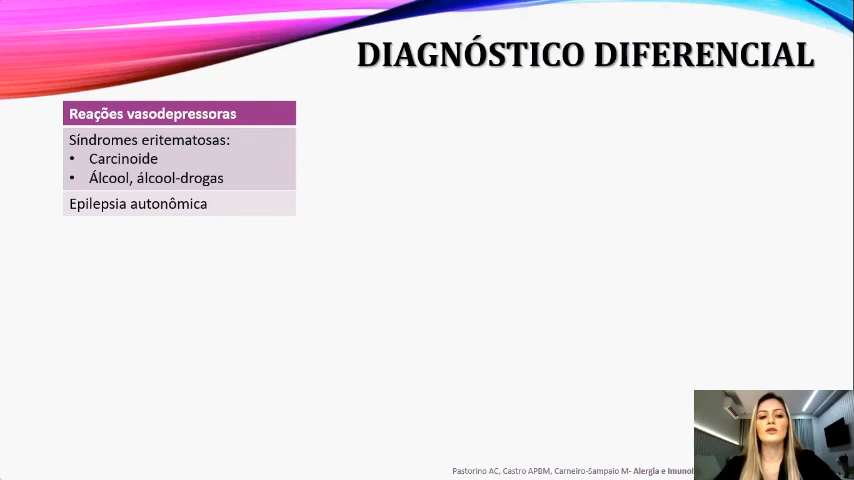 DIAGNÓSTICO DIFERENCIAL
Reações vasodepressoras
Síndromes eritematosas:
• Carcinoide
• Álcool, álcool-drogas
Epilepsia autonômica
Pastorino AC, Castro APBM, Carneiro-Sampaio M- Alergia e